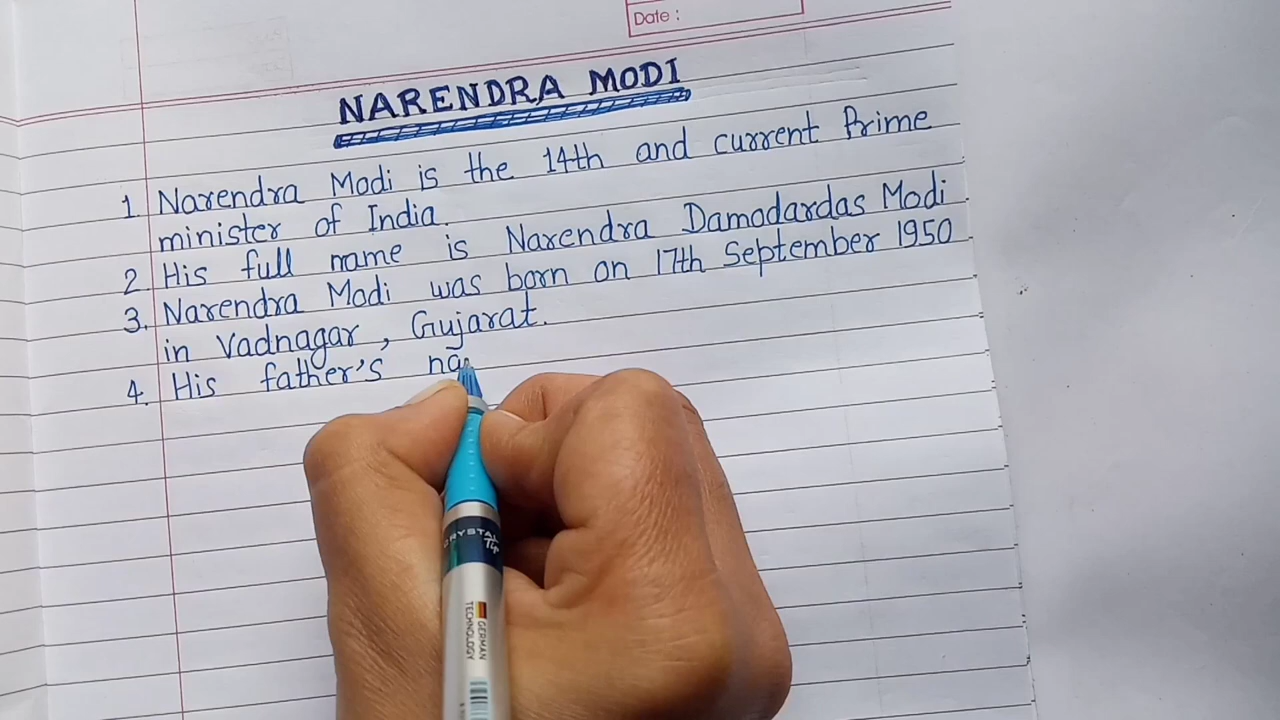 Date :
NARENDRA MODI
1. Narendra Modi is the 14th and current Prime
minister of India.
2. His full name is Narendra Damodardas Modi
3. Narendra Modi was born on 17th September 1950
in Vadnagar, Gujarat.
4. His father's na
CRYSTAL
Tip
GERMAN
TECHNOLOGY